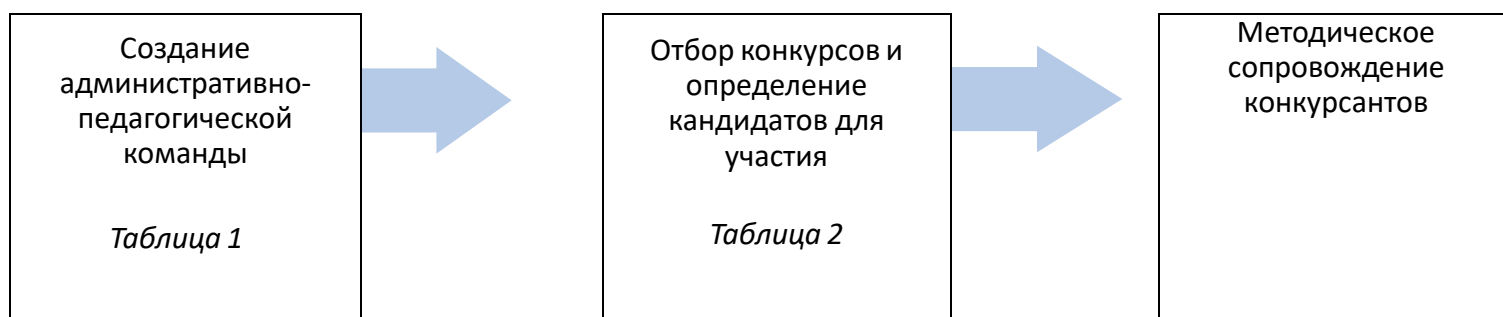 Создание
административно-
педагогической
команды
Таблица 1
Отбор конкурсов и
определение
кандидатов для
участия
Таблица 2
Методическое
сопровождение
конкурсантов